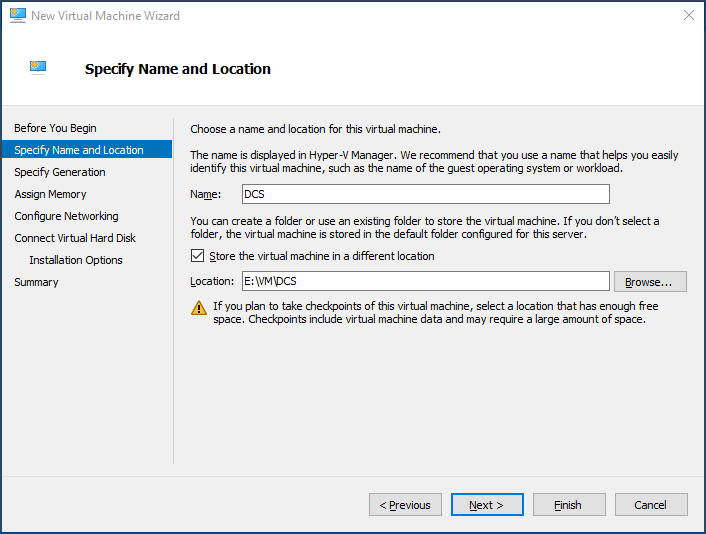 New Virtual Machine Wizard
Specify Name and Location
Before You Begin
Specify Name and Location
Specify Generation
Assign Memory
Configure Networking
Connect Virtual Hard Disk
Installation Options
Summary
Choose a name and location for this virtual machine.
The name is displayed in Hyper-V Manager. We recommend that you use a name that helps you easily
identify this virtual machine, such as the name of the guest operating system or workload.
Name: DCS
You can create a folder or use an existing folder to store the virtual machine. If you don't select a
folder, the virtual machine is stored in the default folder configured for this server.
Store the virtual machine in a different location
Location: E:\VM\DCS Browse...
If you plan to take checkpoints of this virtual machine, select a location that has enough free
space. Checkpoints include virtual machine data and may require a large amount of space.
< Previous Next > Finish Cancel